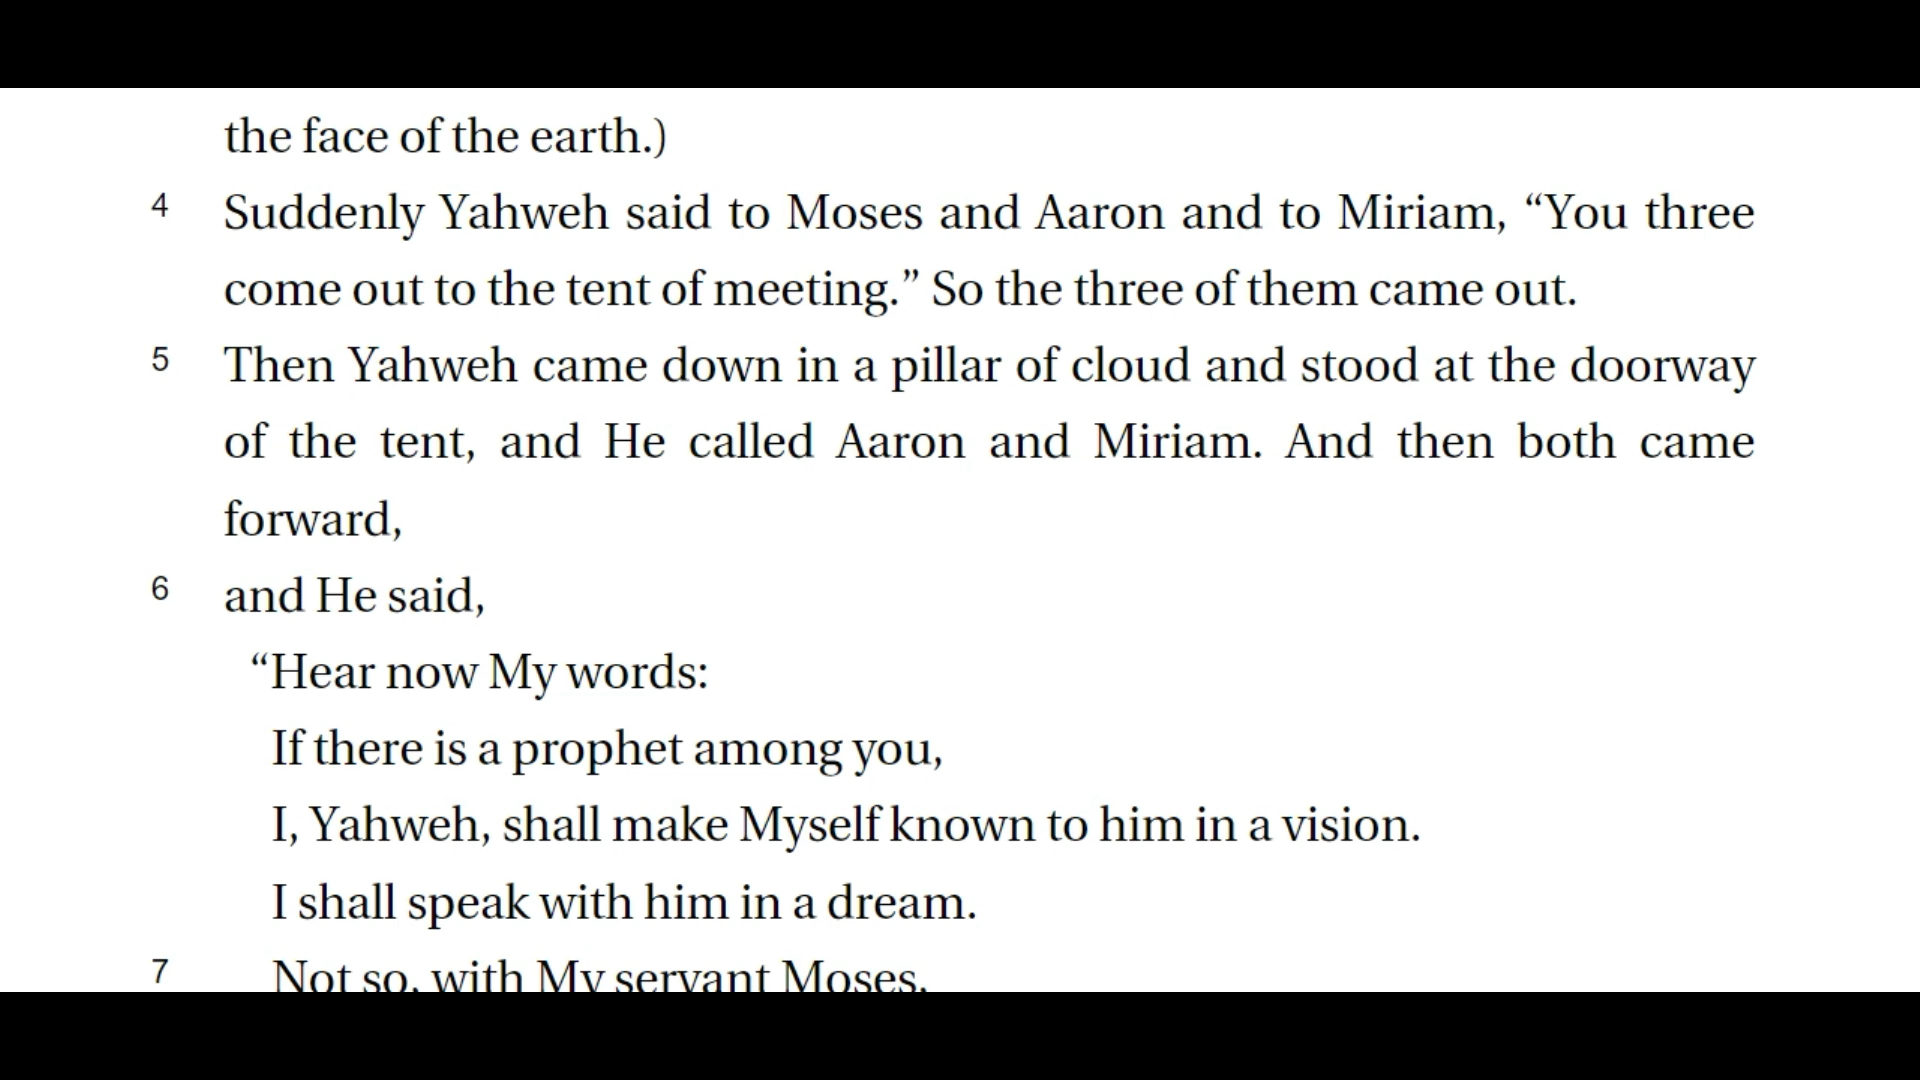 the face of the earth.)
4 Suddenly Yahweh said to Moses and Aaron and to Miriam, “You three
come out to the tent of meeting.” So the three of them came out.
5 Then Yahweh came down in a pillar of cloud and stood at the doorway
of the tent, and He called Aaron and Miriam. And then both came
forward,
6 and He said,
“Hear now My words:
If there is a prophet among you,
I, Yahweh, shall make Myself known to him in a vision.
I shall speak with him in a dream.
7 Not so, with My servant Moses,